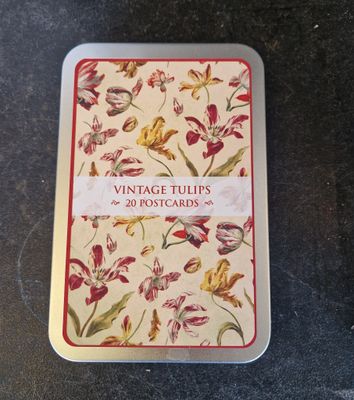 VINTAGE TULIPS
20 POSTCARDS